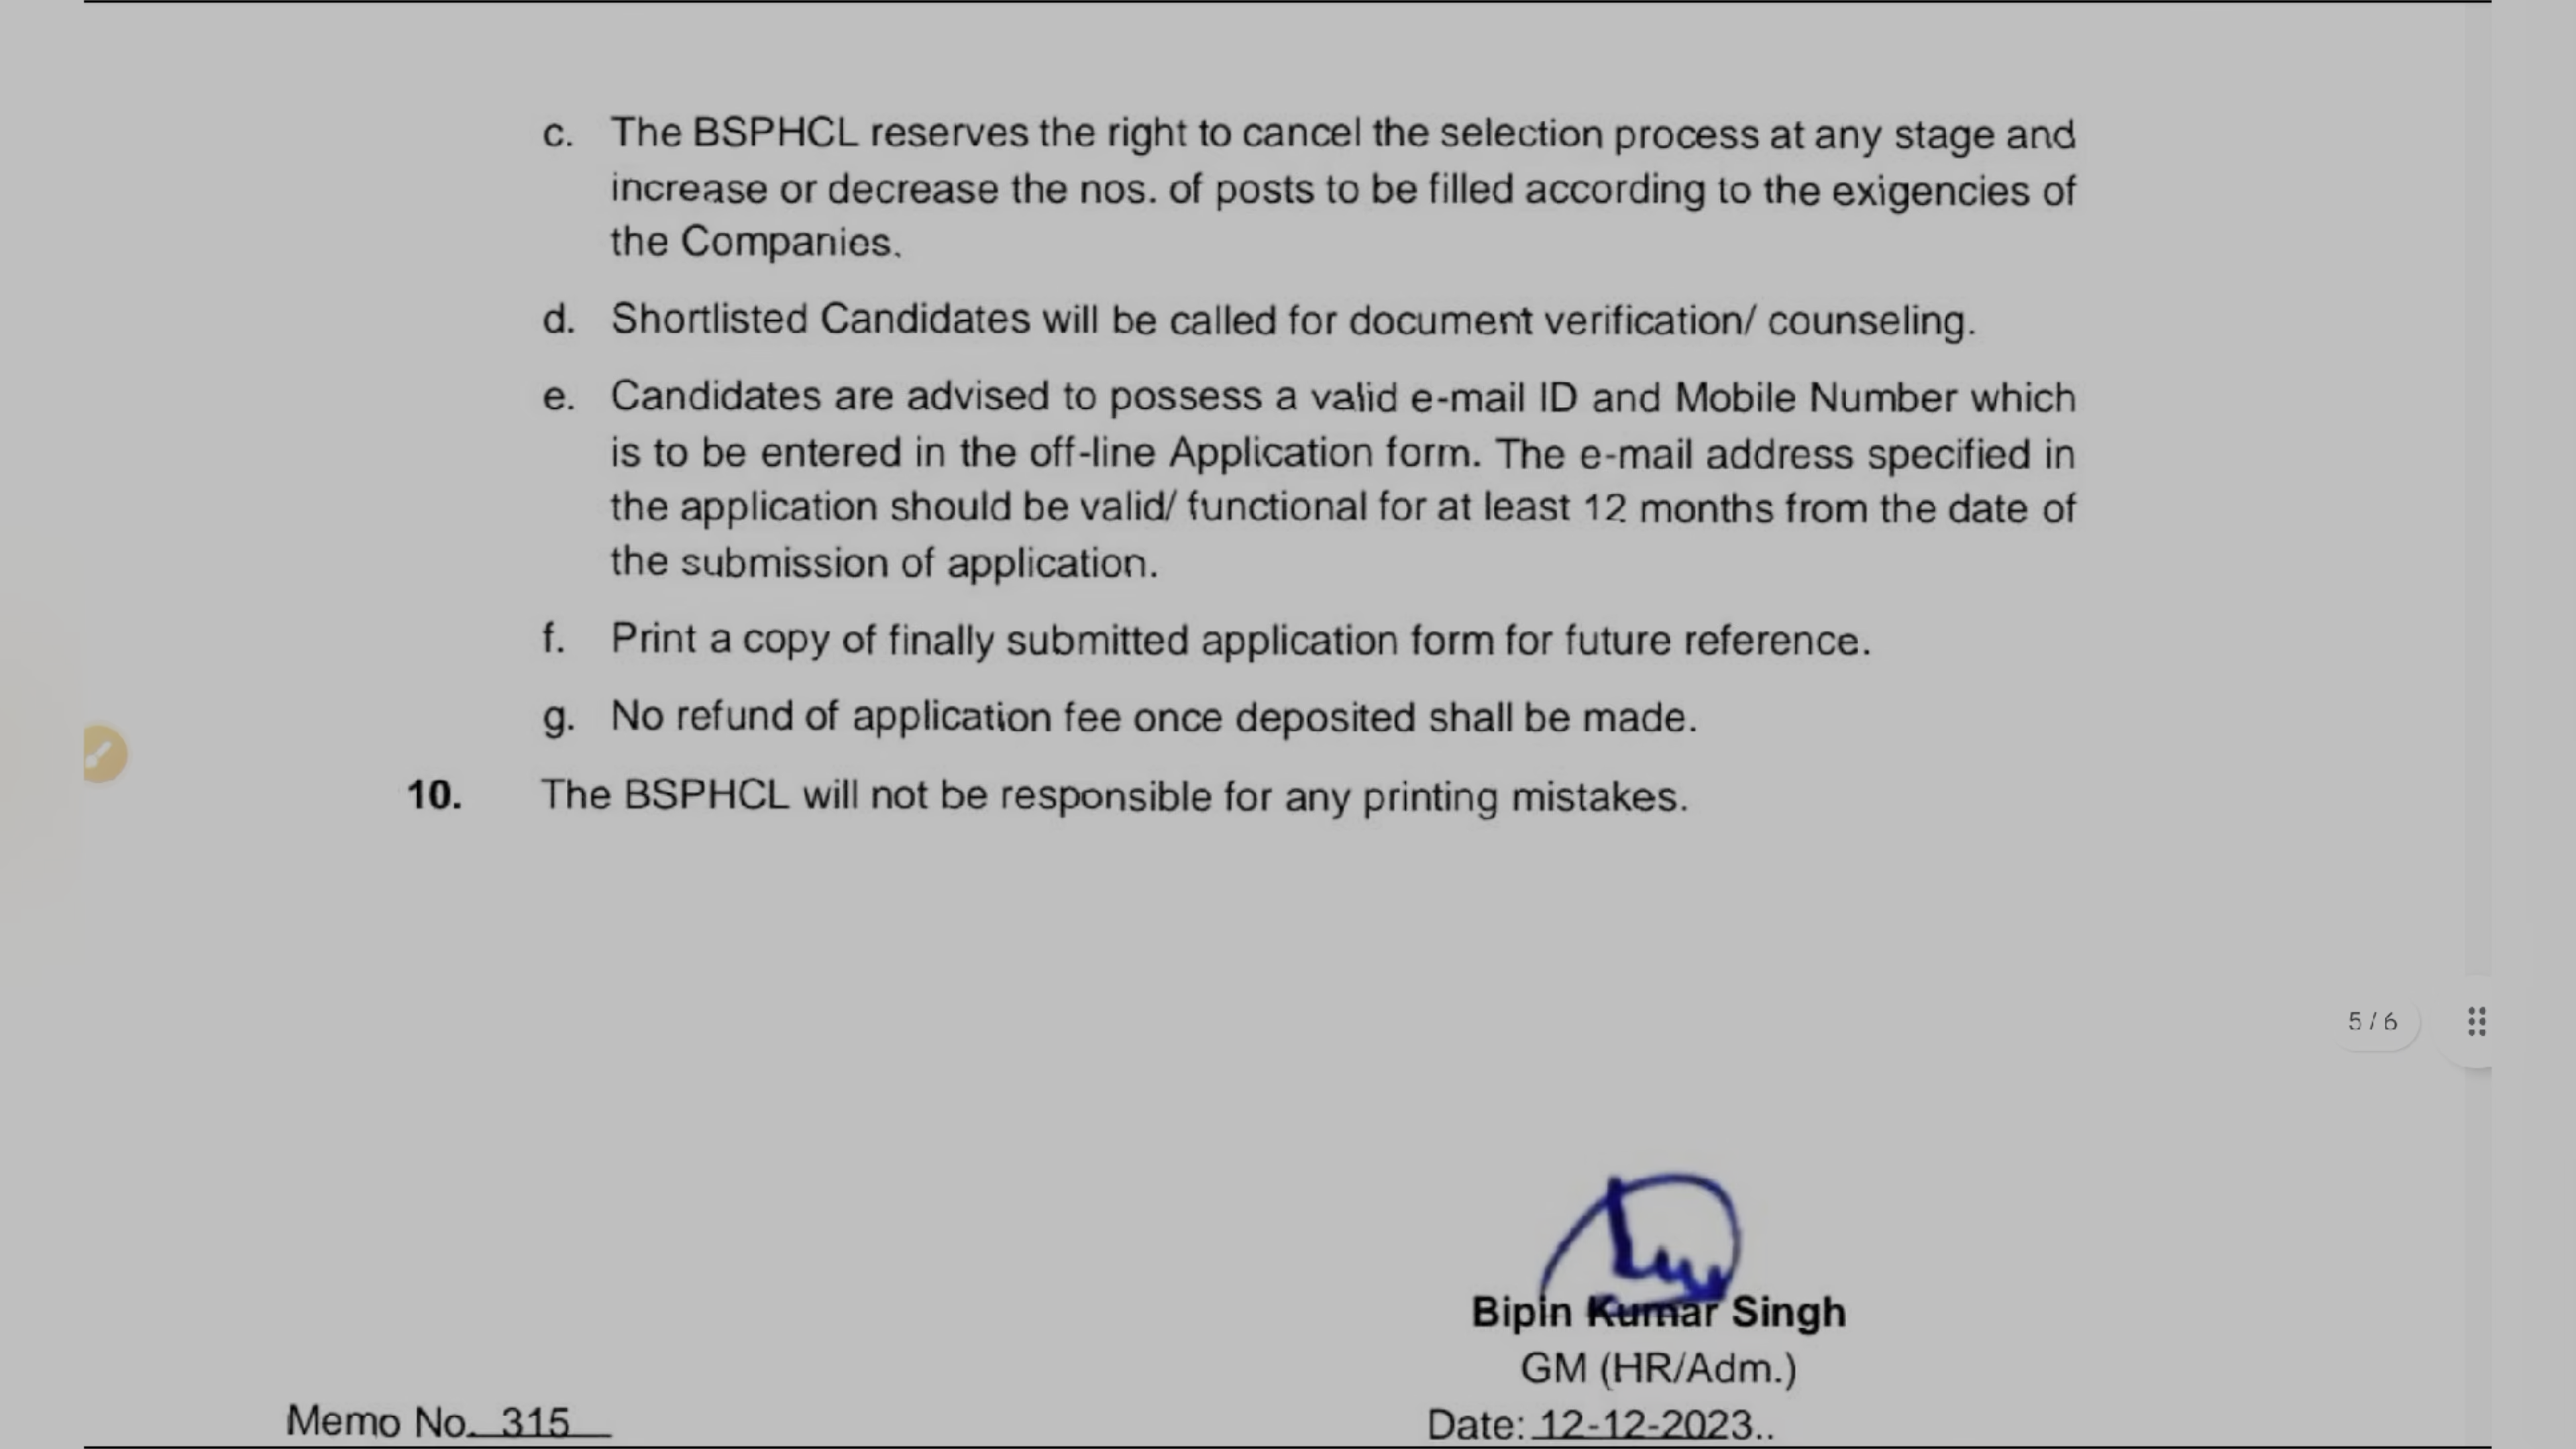 c. The BSPHCL reserves the right to cancel the selection process at any stage and
increase or decrease the nos. of posts to be filled according to the exigencies of
the Companies.
d. Shortlisted Candidates will be called for document verification/ counseling.
e. Candidates are advised to possess a valid e-mail ID and Mobile Number which
is to be entered in the off-line Application form. The e-mail address specified in
the application should be valid/ functional for at least 12 months from the date of
the submission of application.
f. Print a copy of finally submitted application form for future reference.
g. No refund of application fee once deposited shall be made.
10. The BSPHCL will not be responsible for any printing mistakes.
5 / 6
Bipin Kumar Singh
GM (HR/Adm.)
Memo No. 315
Date: 12-12-2023..